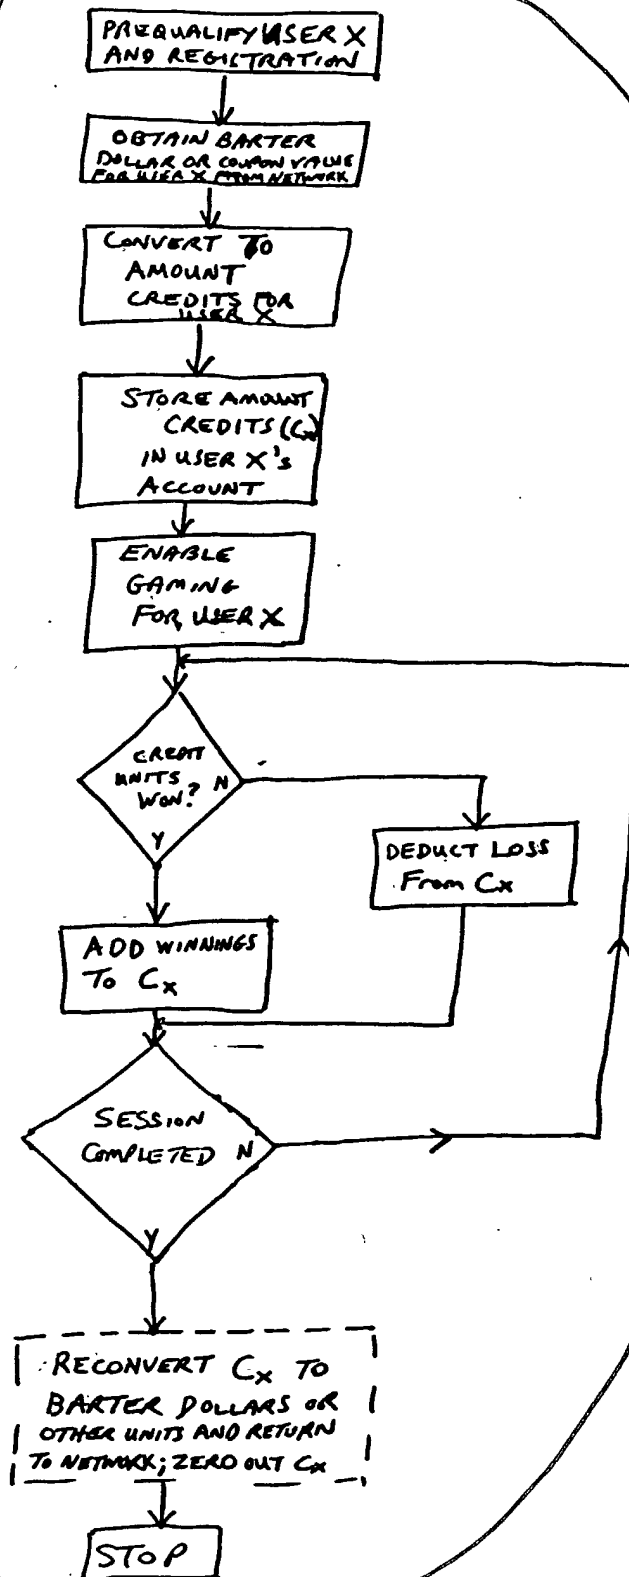 PREQUALIFY USER X
AND REGISTRATION
OBTAIN BARTER
DOLLAR OR COUPON VALUE
FOR USER X FROM NETWORK
CONVERT TO
AMOUNT
CREDITS FOR
USER X
STORE AMOUNT
CREDITS (Cx)
IN USER X's
ACCOUNT
ENABLE
GAMING
FOR USER X
CREDIT
UNITS
WON? N
Y
DEDUCT LOSS
From Cx
ADD WINNINGS
To Cx
SESSION
COMPLETED N
Y
RECONVERT Cx TO
BARTER DOLLARS OR
OTHER UNITS AND RETURN
To NETWORK; ZERO OUT Cx
STOP